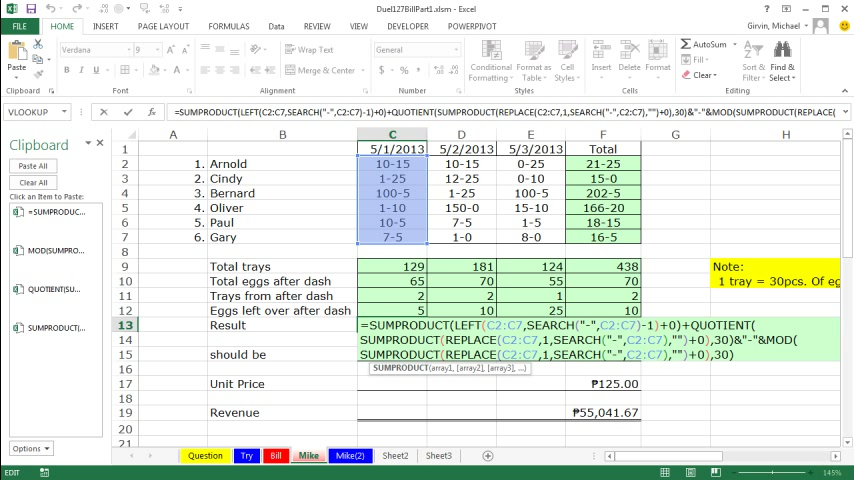 Duel127BillPart1.xlsm - Excel
FILE HOME INSERT PAGE LAYOUT FORMULAS Data REVIEW VIEW DEVELOPER POWERPIVOT Girvin, Michael
Paste Verdana 9 Wrap Text General Conditional Format as Cell Insert Delete Format AutoSum Sort & Find &
B I U Merge & Center $ % Formatting Table Styles Fill Filter Select
Clear
Clipboard Font Alignment Number Styles Cells Editing
VLOOKUP =SUMPRODUCT(LEFT(C2:C7,SEARCH("-",C2:C7)-1)+0)+QUOTIENT(SUMPRODUCT(REPLACE(C2:C7,1,SEARCH("-",C2:C7),"")+0),30)&"-"&MOD(SUMPRODUCT(REPLACE(
Clipboard
Paste All
Clear All
Click an Item to Paste:
=SUMPRODUC...
MOD(SUMPRO...
QUOTIENT(SU...
SUMPRODUCT(...
Options
A B C D E F G H
1 5/1/2013 5/2/2013 5/3/2013 Total
2 1. Arnold 10-15 10-15 0-25 21-25
3 2. Cindy 1-25 12-25 0-10 15-0
4 3. Bernard 100-5 1-25 100-5 202-5
5 4. Oliver 1-10 150-0 15-10 166-20
6 5. Paul 10-5 7-5 1-5 18-15
7 6. Gary 7-5 1-0 8-0 16-5
8
9 Total trays 129 181 124 438 Note:
10 Total eggs after dash 65 70 55 70 1 tray = 30pcs. Of eg
11 Trays from after dash 2 2 1 2
12 Eggs left over after dash 5 10 25 10
13 Result =SUMPRODUCT(LEFT(C2:C7,SEARCH("-",C2:C7)-1)+0)+QUOTIENT(
14 SUMPRODUCT(REPLACE(C2:C7,1,SEARCH("-",C2:C7),"")+0),30)&"-"&MOD(
15 should be SUMPRODUCT(REPLACE(C2:C7,1,SEARCH("-",C2:C7),"")+0),30)
SUMPRODUCT(array1, [array2], [array3], ...)
17 Unit Price ₱125.00
18
19 Revenue ₱55,041.67
20
21
Question Try Bill Mike Mike(2) Sheet2 Sheet3
EDIT 145%